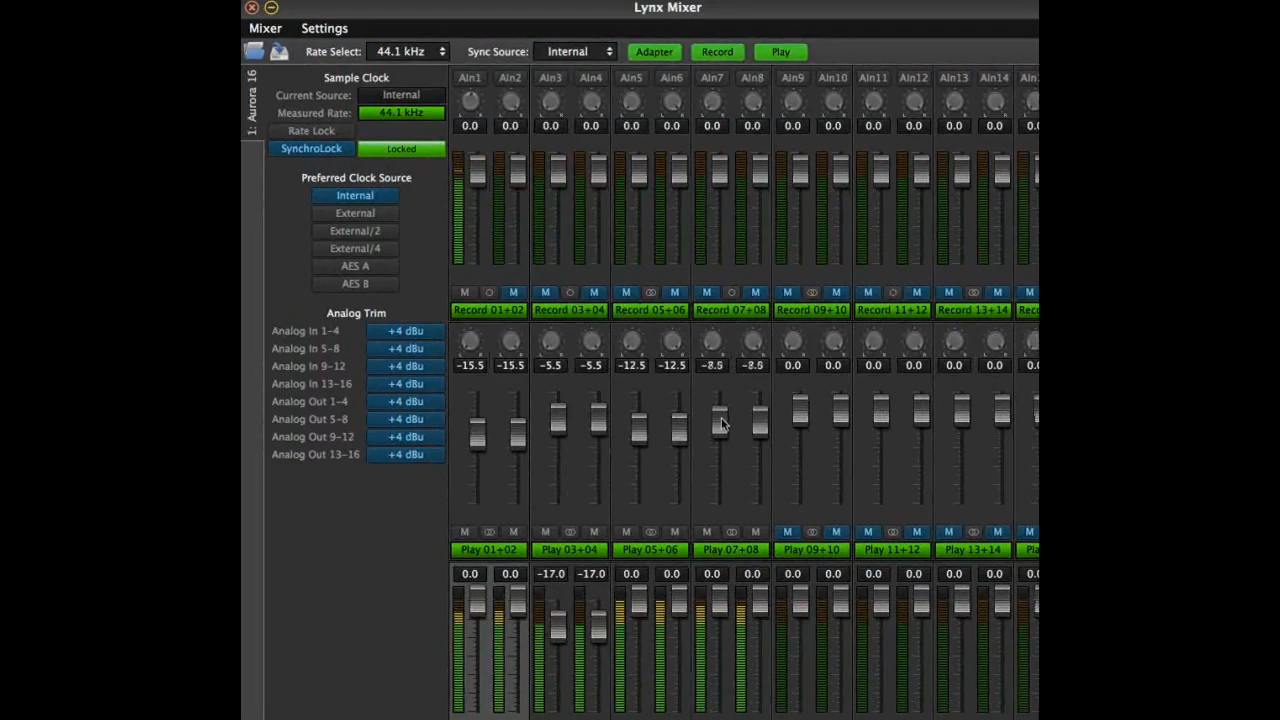 Lynx Mixer
Mixer Settings
Rate Select: 44.1 kHz Sync Source: Internal Adapter Record Play
1: Aurora 16
Sample Clock
Current Source: Internal
Measured Rate: 44.1 kHz
Rate Lock
SynchroLock Locked
Preferred Clock Source
Internal
External
External/2
External/4
AES A
AES B
Analog Trim
Analog In 1-4 +4 dBu
Analog In 5-8 +4 dBu
Analog In 9-12 +4 dBu
Analog In 13-16 +4 dBu
Analog Out 1-4 +4 dBu
Analog Out 5-8 +4 dBu
Analog Out 9-12 +4 dBu
Analog Out 13-16 +4 dBu
AIn1 AIn2 AIn3 AIn4 AIn5 AIn6 AIn7 AIn8 AIn9 AIn10 AIn11 AIn12 AIn13 AIn14
0.0 0.0 0.0 0.0 0.0 0.0 0.0 0.0 0.0 0.0 0.0 0.0 0.0 0.0
M M M M M M M M M M M M M M M
Record 01+02 Record 03+04 Record 05+06 Record 07+08 Record 09+10 Record 11+12 Record 13+14
-15.5 -15.5 -5.5 -5.5 -12.5 -12.5 -8.5 -8.5 0.0 0.0 0.0 0.0 0.0 0.0
M M M M M M M M M M M M M M M
Play 01+02 Play 03+04 Play 05+06 Play 07+08 Play 09+10 Play 11+12 Play 13+14
0.0 0.0 -17.0 -17.0 0.0 0.0 0.0 0.0 0.0 0.0 0.0 0.0 0.0 0.0